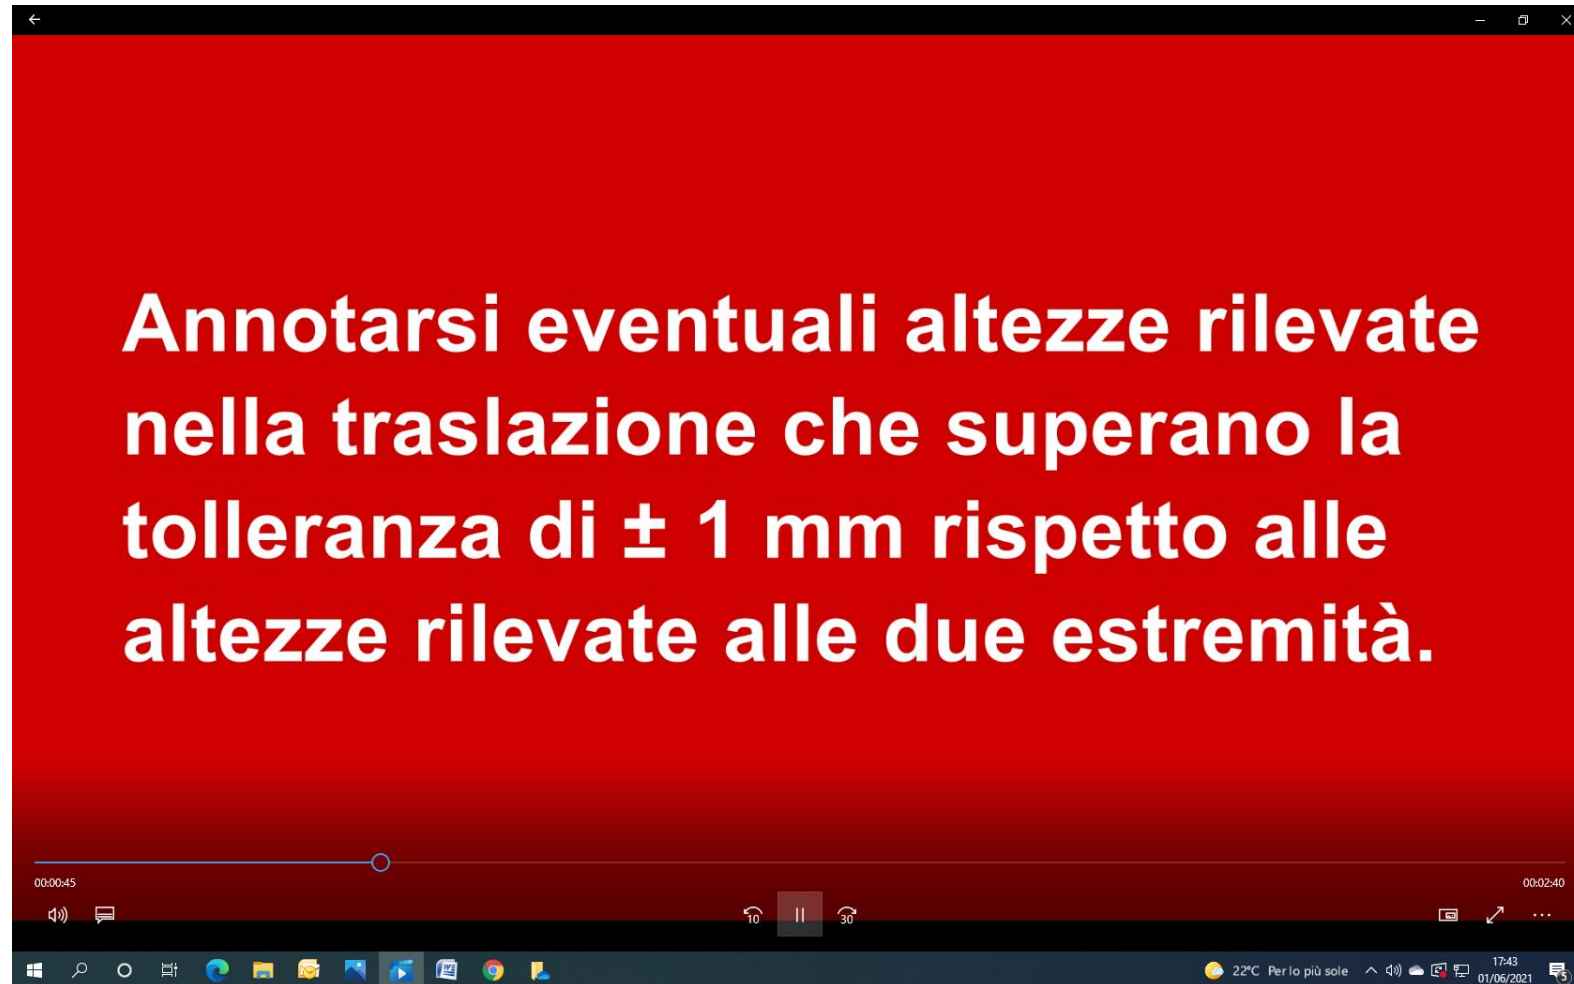 Annotarsi eventuali altezze rilevate
nella traslazione che superano la
tolleranza di ± 1 mm rispetto alle
altezze rilevate alle due estremità.
00:00:45
00:02:40
10
30
22°C Per lo più sole
17:43
01/06/2021
5